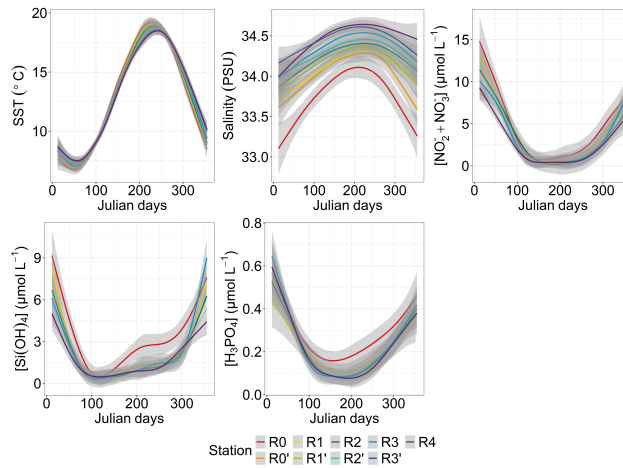 SST (° C)
20
15
10
0 100 200 300
Julian days
Salinity (PSU)
34.5
34.0
33.5
33.0
0 100 200 300
Julian days
[NO₂⁻ + NO₃⁻] (μmol L⁻¹)
15
10
5
0
0 100 200 300
Julian days
[Si(OH)₄] (μmol L⁻¹)
9
6
3
0
0 100 200 300
Julian days
[H₃PO₄] (μmol L⁻¹)
0.8
0.6
0.4
0.2
0.0
0 100 200 300
Julian days
Station
R0 R1 R2 R3 R4
R0' R1' R2' R3'